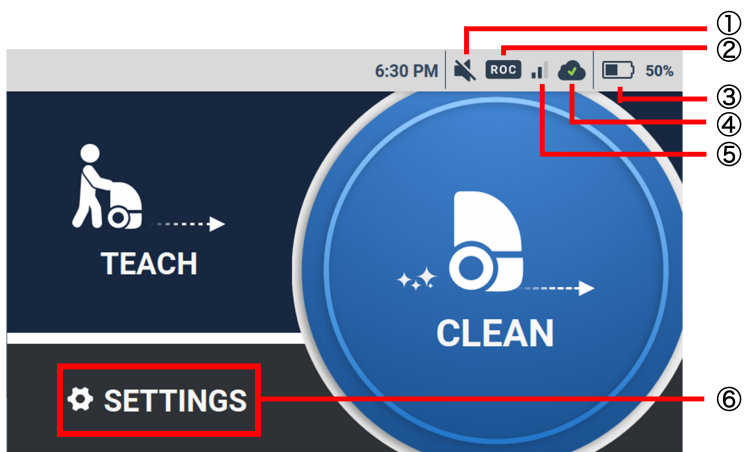 ①
②
6:30 PM ROC 50%
③
④
⑤
TEACH
CLEAN
SETTINGS
⑥